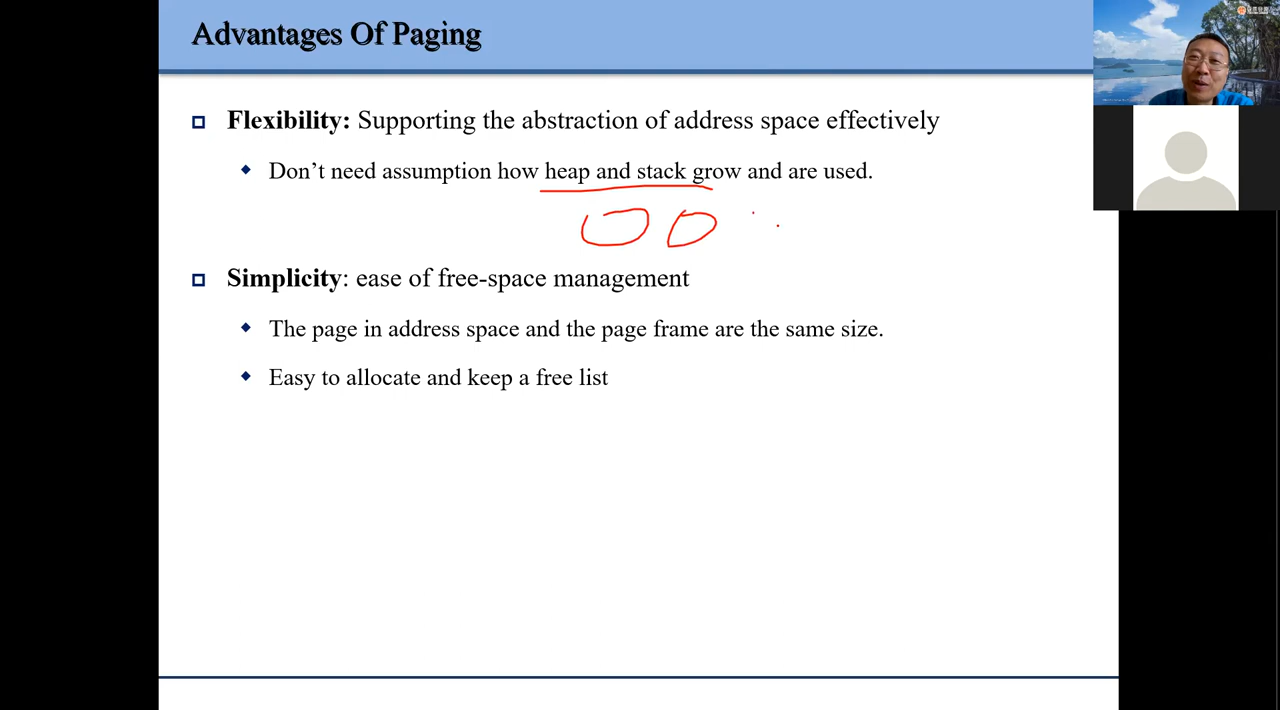 Advantages Of Paging
Flexibility: Supporting the abstraction of address space effectively
Don’t need assumption how heap and stack grow and are used.
Simplicity: ease of free-space management
The page in address space and the page frame are the same size.
Easy to allocate and keep a free list